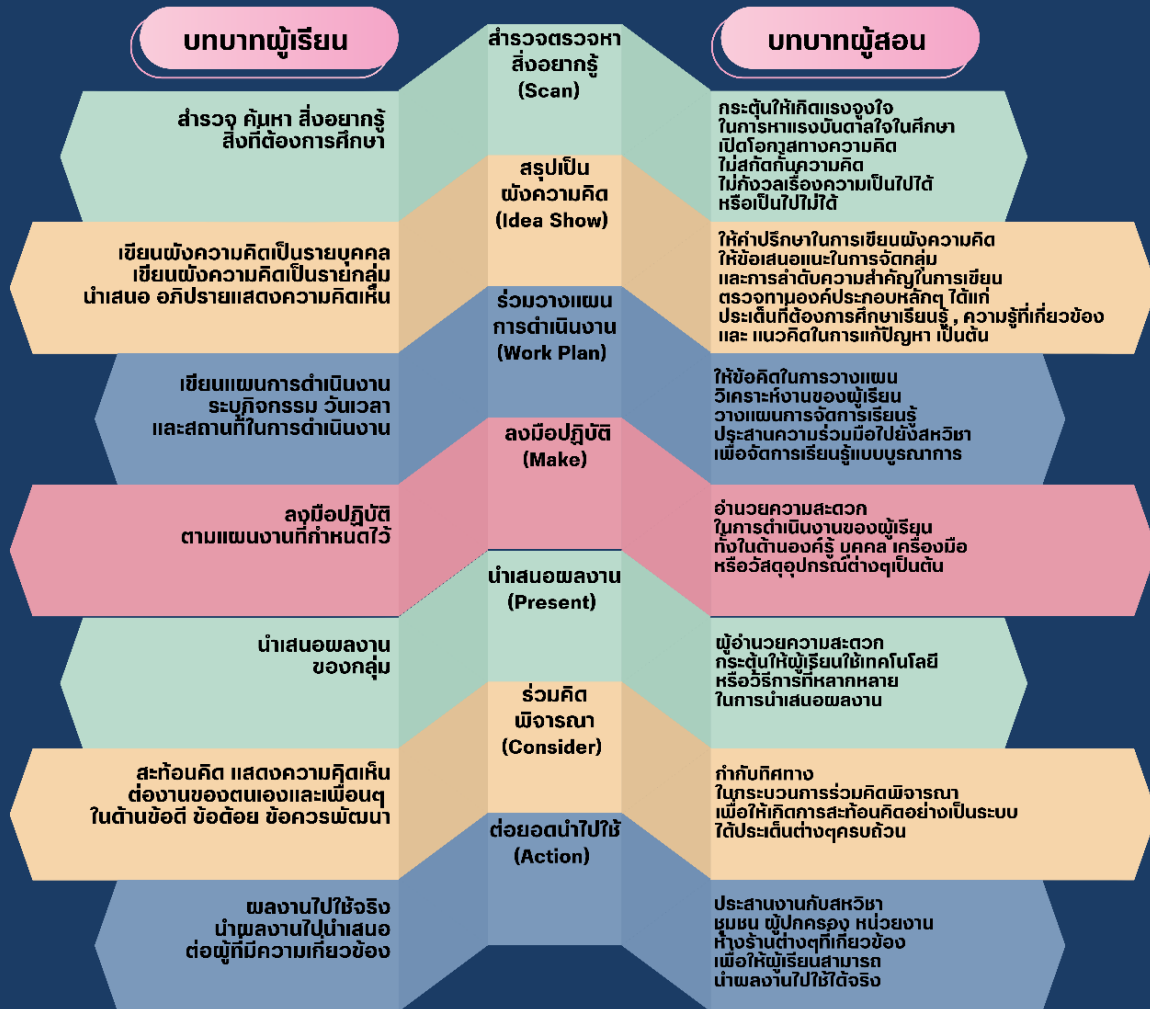 บทบาทผู้เรียน
บทบาทผู้สอน
สำรวจตรวจหา
สิ่งอยากรู้
(Scan)
สำรวจ ค้นหา สิ่งอยากรู้
สิ่งที่ต้องการศึกษา
กระตุ้นให้เกิดแรงจูงใจ
ในการหาแรงบันดาลใจในศึกษา
เปิดโอกาสทางความคิด
ไม่สกัดกั้นความคิด
ไม่กังวลเรื่องความเป็นไปได้
หรือเป็นไปไม่ได้
สรุปเป็น
ผังความคิด
(Idea Show)
เขียนผังความคิดเป็นรายบุคคล
เขียนผังความคิดเป็นรายกลุ่ม
นำเสนอ อภิปรายแสดงความคิดเห็น
ให้คำปรึกษาในการเขียนผังความคิด
ให้ข้อเสนอแนะในการจัดกลุ่ม
และการลำดับความสำคัญในการเขียน
ตรวจทานองค์ประกอบหลักๆ ได้แก่
ประเด็นที่ต้องการศึกษาเรียนรู้ , ความรู้ที่เกี่ยวข้อง
และ แนวคิดในการแก้ปัญหา เป็นต้น
ร่วมวางแผน
การดำเนินงาน
(Work Plan)
เขียนแผนการดำเนินงาน
ระบุกิจกรรม วันเวลา
และสถานที่ในการดำเนินงาน
ให้ข้อคิดในการวางแผน
วิเคราะห์งานของผู้เรียน
วางแผนการจัดการเรียนรู้
ประสานความร่วมมือไปยังสหวิชา
เพื่อจัดการเรียนรู้แบบบูรณาการ
ลงมือปฏิบัติ
(Make)
ลงมือปฏิบัติ
ตามแผนงานที่กำหนดไว้
อำนวยความสะดวก
ในการดำเนินงานของผู้เรียน
ทั้งในด้านองค์รู้ บุคคล เครื่องมือ
หรือวัสดุอุปกรณ์ต่างๆเป็นต้น
นำเสนอผลงาน
(Present)
นำเสนอผลงาน
ของกลุ่ม
ผู้อำนวยความสะดวก
กระตุ้นให้ผู้เรียนใช้เทคโนโลยี
หรือวิธีการที่หลากหลาย
ในการนำเสนอผลงาน
ร่วมคิด
พิจารณา
(Consider)
สะท้อนคิด แสดงความคิดเห็น
ต่องานของตนเองและเพื่อนๆ
ในด้านข้อดี ข้อด้อย ข้อควรพัฒนา
กำกับทิศทาง
ในกระบวนการร่วมคิดพิจารณา
เพื่อให้เกิดการสะท้อนคิดอย่างเป็นระบบ
ได้ประเด็นต่างๆครบถ้วน
ต่อยอดนำไปใช้
(Action)
ผลงานไปใช้จริง
นำผลงานไปนำเสนอ
ต่อผู้ที่มีความเกี่ยวข้อง
ประสานงานกับสหวิชา
ชุมชน ผู้ปกครอง หน่วยงาน
ห้างร้านต่างๆที่เกี่ยวข้อง
เพื่อให้ผู้เรียนสามารถ
นำผลงานไปใช้ได้จริง